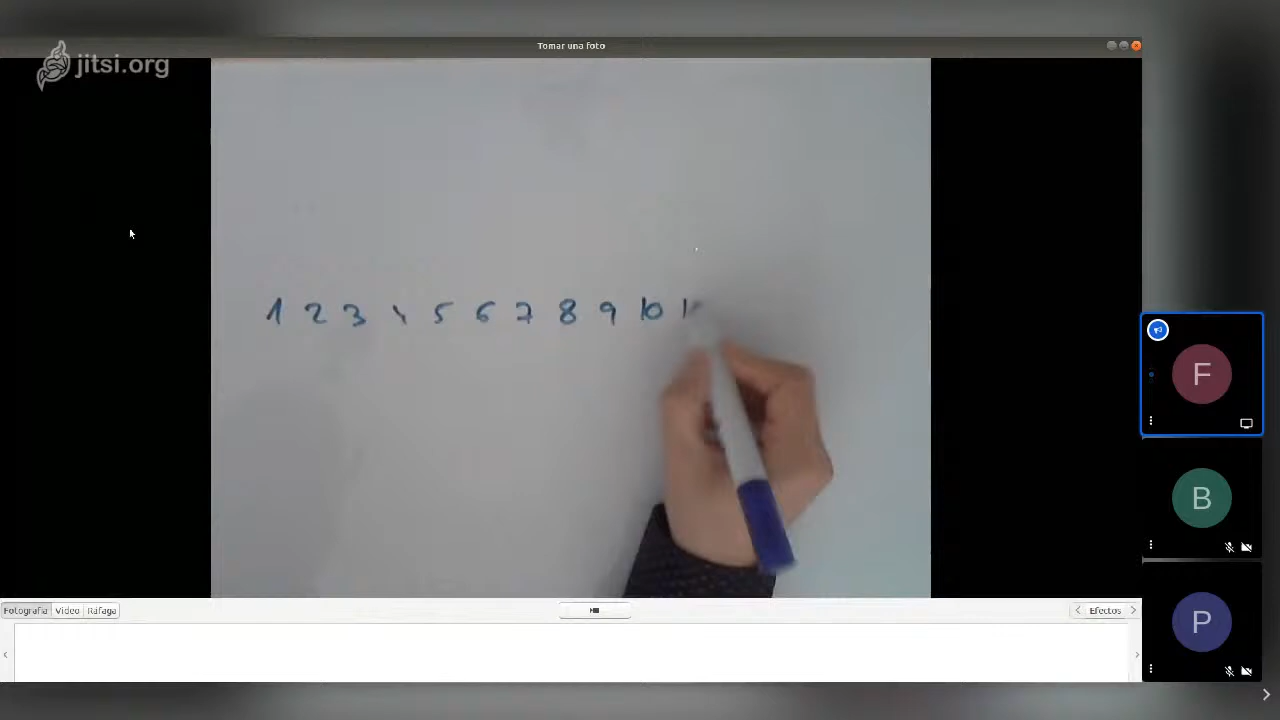 Tomar una foto
jitsi.org
1 2 3 4 5 6 7 8 9 10
F
B
P
Fotografía Vídeo Ráfaga
Efectos